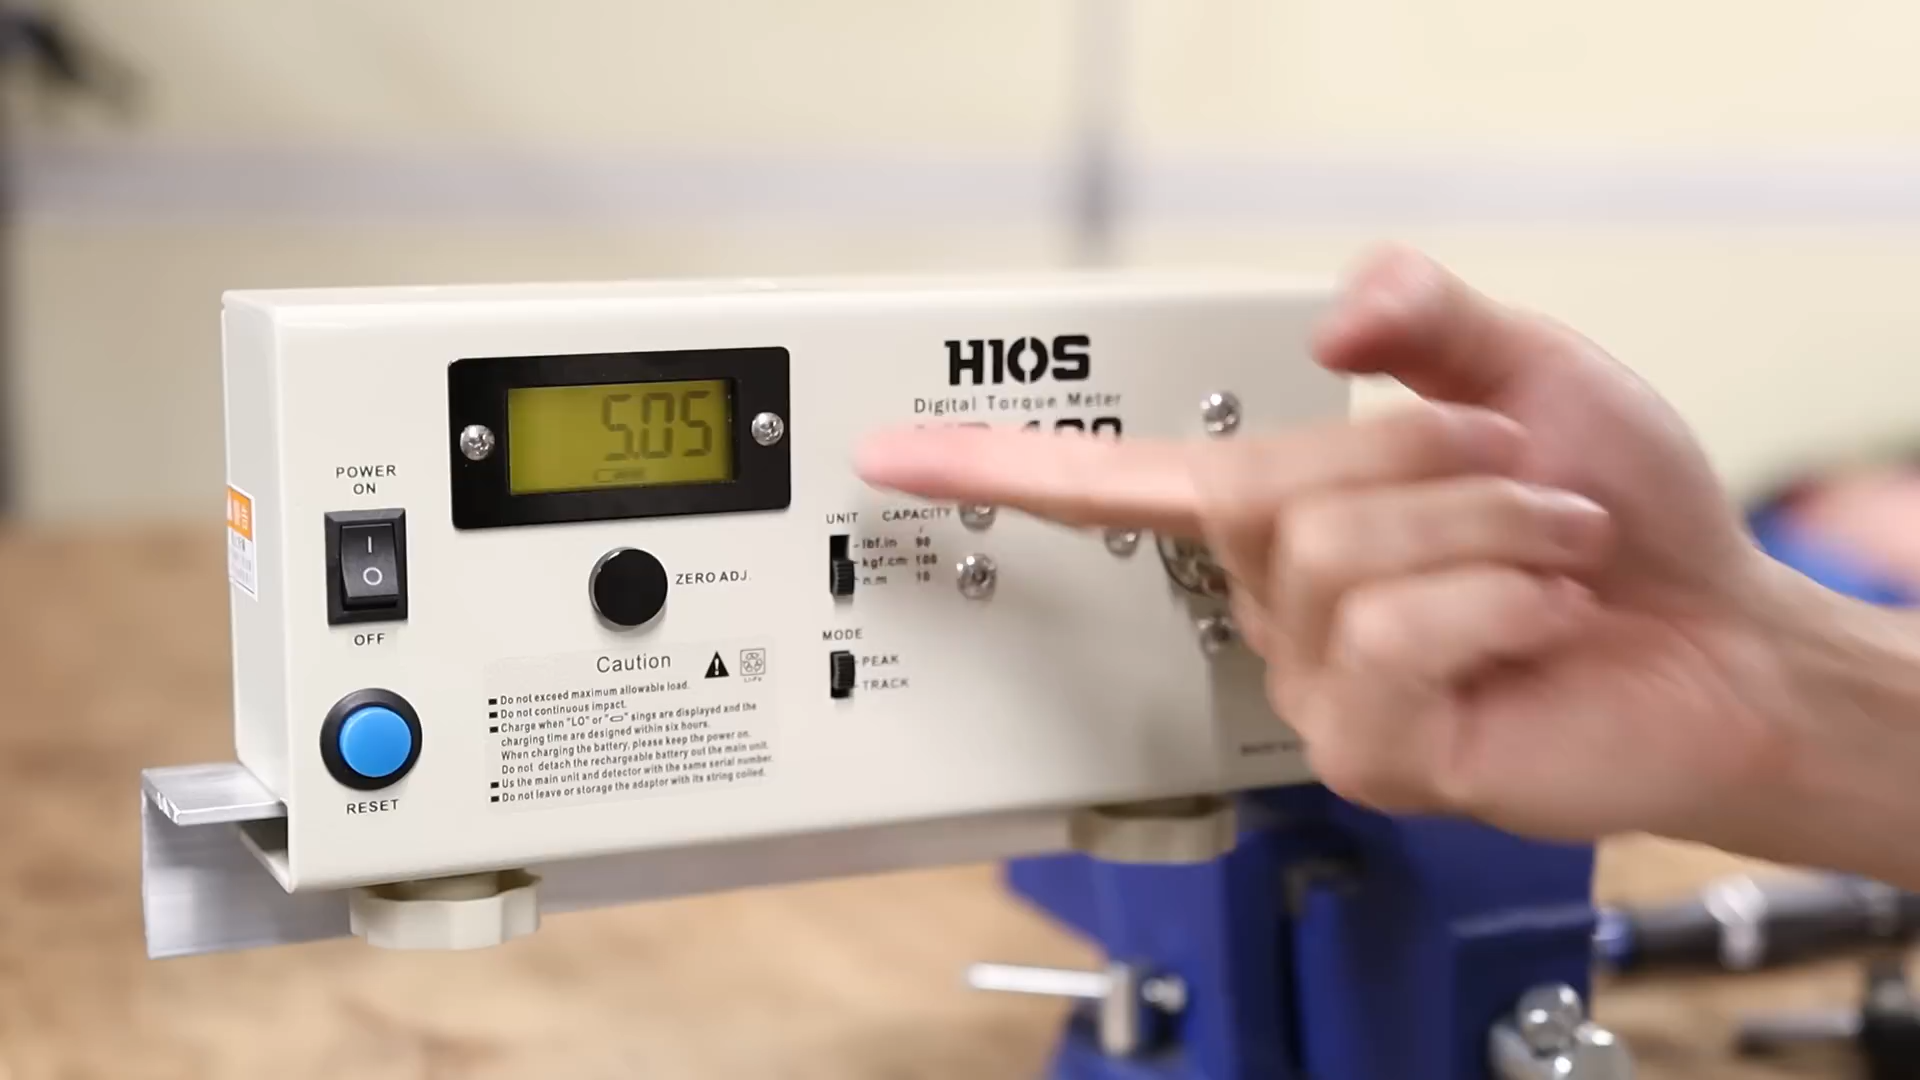 HIOS
Digital Torque Meter
5.05
POWER
ON
OFF
RESET
ZERO ADJ.
UNIT CAPACITY
lbf.in 90
kgf.cm 100
n.m 10
MODE
PEAK
TRACK
Caution
Li-Fe
Do not exceed maximum allowable load.
Do not continuous impact.
Charge when "LO" or " " sings are displayed and the
charging time are designed within six hours.
When charging the battery, please keep the power on.
Do not detach the rechargeable battery out the main unit.
Us the main unit and detector with the same serial number.
Do not leave or storage the adaptor with its string coiled.